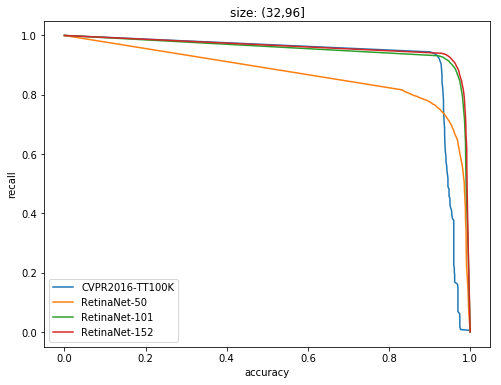 size: (32,96]
recall
1.0
0.8
0.6
0.4
0.2
0.0
CVPR2016-TT100K
RetinaNet-50
RetinaNet-101
RetinaNet-152
0.0 0.2 0.4 0.6 0.8 1.0
accuracy